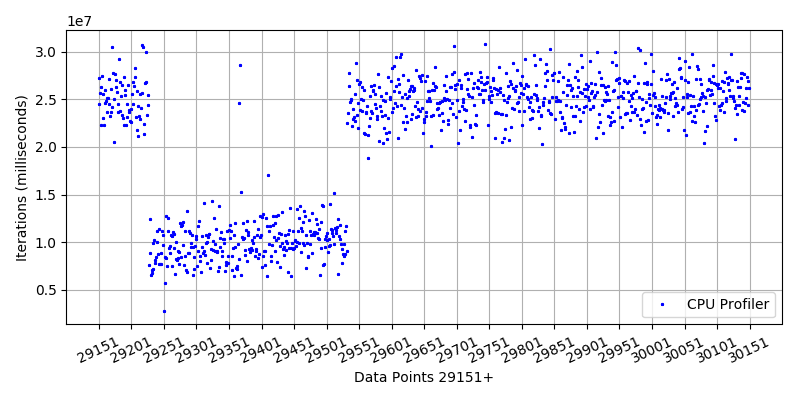 1e7
3.0
2.5
2.0
1.5
1.0
0.5
Iterations (milliseconds)
CPU Profiler
29151 29201 29251 29301 29351 29401 29451 29501 29551 29601 29651 29701 29751 29801 29851 29901 29951 30001 30051 30101 30151
Data Points 29151+